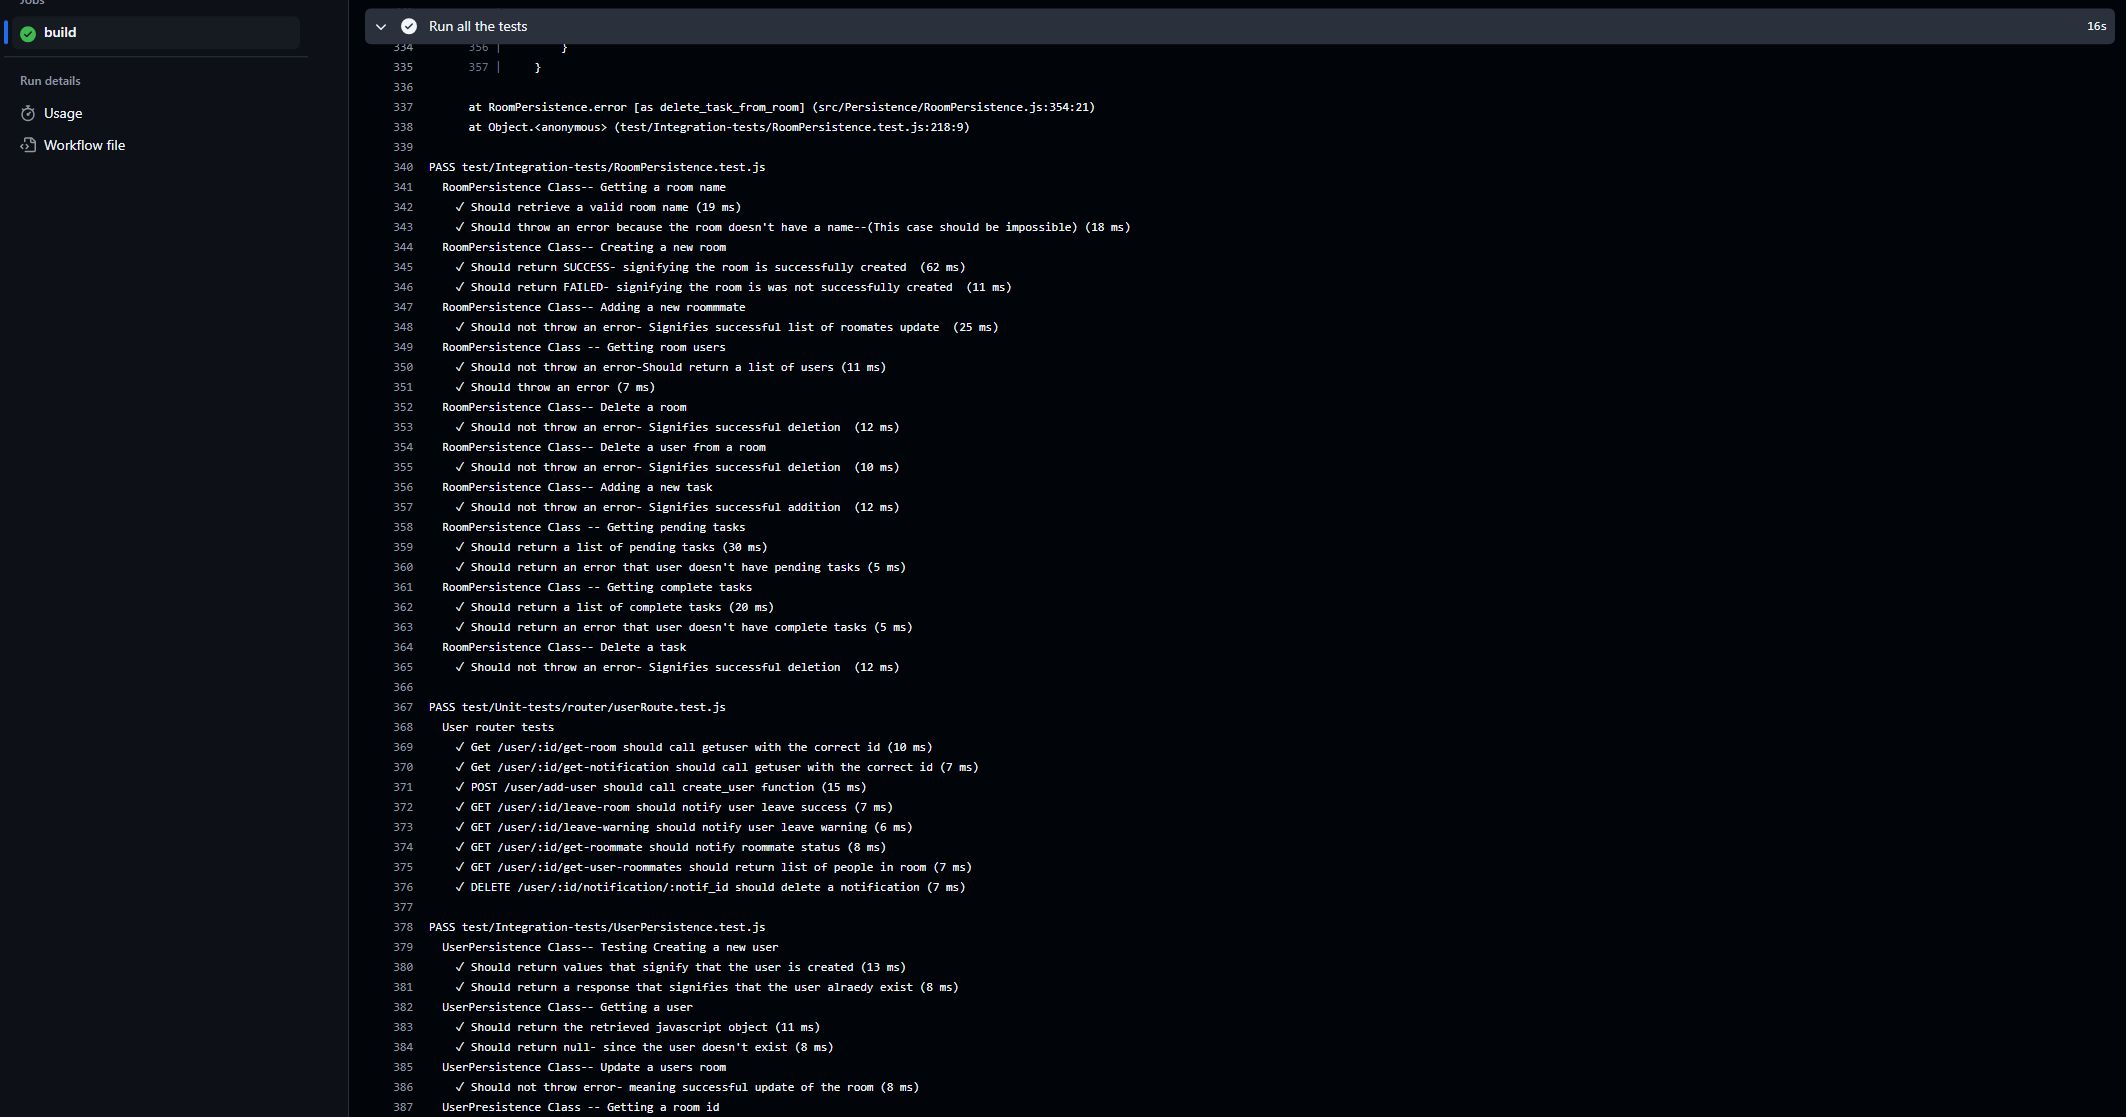 Jobs
build
Run details
Usage
Workflow file
Run all the tests 16s
334 356 | }
335 357 | }
336
337 at RoomPersistence.error [as delete_task_from_room] (src/Persistence/RoomPersistence.js:354:21)
338 at Object.<anonymous> (test/Integration-tests/RoomPersistence.test.js:218:9)
339
340 PASS test/Integration-tests/RoomPersistence.test.js
341 RoomPersistence Class-- Getting a room name
342 ✓ Should retrieve a valid room name (19 ms)
343 ✓ Should throw an error because the room doesn't have a name--(This case should be impossible) (18 ms)
344 RoomPersistence Class-- Creating a new room
345 ✓ Should return SUCCESS- signifying the room is successfully created (62 ms)
346 ✓ Should return FAILED- signifying the room is was not successfully created (11 ms)
347 RoomPersistence Class-- Adding a new roommmate
348 ✓ Should not throw an error- Signifies successful list of roomates update (25 ms)
349 RoomPersistence Class -- Getting room users
350 ✓ Should not throw an error-Should return a list of users (11 ms)
351 ✓ Should throw an error (7 ms)
352 RoomPersistence Class-- Delete a room
353 ✓ Should not throw an error- Signifies successful deletion (12 ms)
354 RoomPersistence Class-- Delete a user from a room
355 ✓ Should not throw an error- Signifies successful deletion (10 ms)
356 RoomPersistence Class-- Adding a new task
357 ✓ Should not throw an error- Signifies successful addition (12 ms)
358 RoomPersistence Class -- Getting pending tasks
359 ✓ Should return a list of pending tasks (30 ms)
360 ✓ Should return an error that user doesn't have pending tasks (5 ms)
361 RoomPersistence Class -- Getting complete tasks
362 ✓ Should return a list of complete tasks (20 ms)
363 ✓ Should return an error that user doesn't have complete tasks (5 ms)
364 RoomPersistence Class-- Delete a task
365 ✓ Should not throw an error- Signifies successful deletion (12 ms)
366
367 PASS test/Unit-tests/router/userRoute.test.js
368 User router tests
369 ✓ Get /user/:id/get-room should call getuser with the correct id (10 ms)
370 ✓ Get /user/:id/get-notification should call getuser with the correct id (7 ms)
371 ✓ POST /user/add-user should call create_user function (15 ms)
372 ✓ GET /user/:id/leave-room should notify user leave success (7 ms)
373 ✓ GET /user/:id/leave-warning should notify user leave warning (6 ms)
374 ✓ GET /user/:id/get-roommate should notify roommate status (8 ms)
375 ✓ GET /user/:id/get-user-roommates should return list of people in room (7 ms)
376 ✓ DELETE /user/:id/notification/:notif_id should delete a notification (7 ms)
377
378 PASS test/Integration-tests/UserPersistence.test.js
379 UserPersistence Class-- Testing Creating a new user
380 ✓ Should return values that signify that the user is created (13 ms)
381 ✓ Should return a response that signifies that the user alraedy exist (8 ms)
382 UserPersistence Class-- Getting a user
383 ✓ Should return the retrieved javascript object (11 ms)
384 ✓ Should return null- since the user doesn't exist (8 ms)
385 UserPersistence Class-- Update a users room
386 ✓ Should not throw error- meaning successful update of the room (8 ms)
387 UserPresistence Class -- Getting a room id